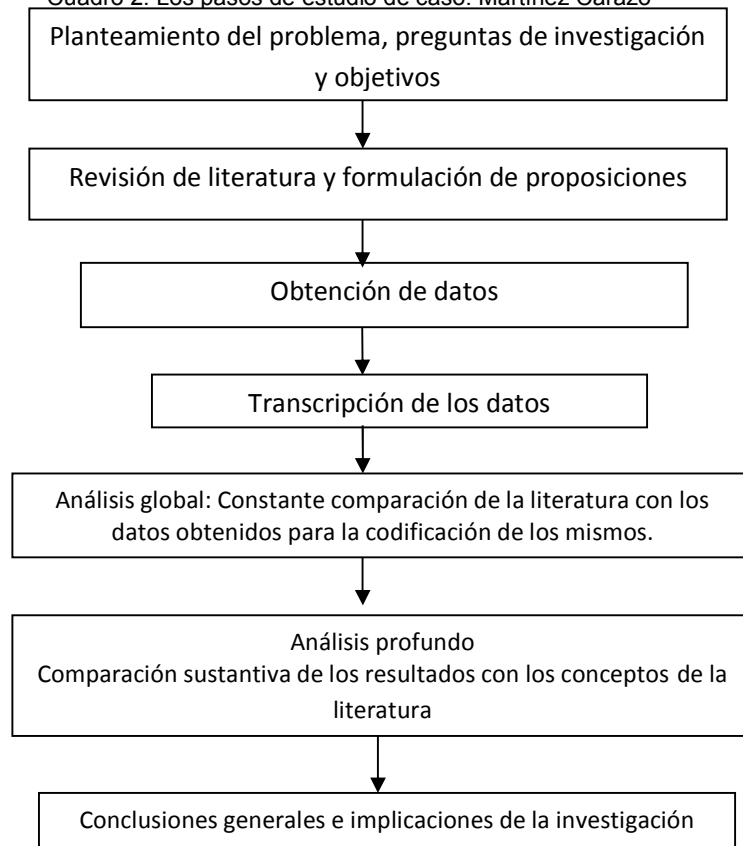 Cuadro 2. Los pasos de estudio de caso. Martínez Carazo
Planteamiento del problema, preguntas de investigación
y objetivos
Revisión de literatura y formulación de proposiciones
Obtención de datos
Transcripción de los datos
Análisis global: Constante comparación de la literatura con los
datos obtenidos para la codificación de los mismos.
Análisis profundo
Comparación sustantiva de los resultados con los conceptos de la
literatura
Conclusiones generales e implicaciones de la investigación